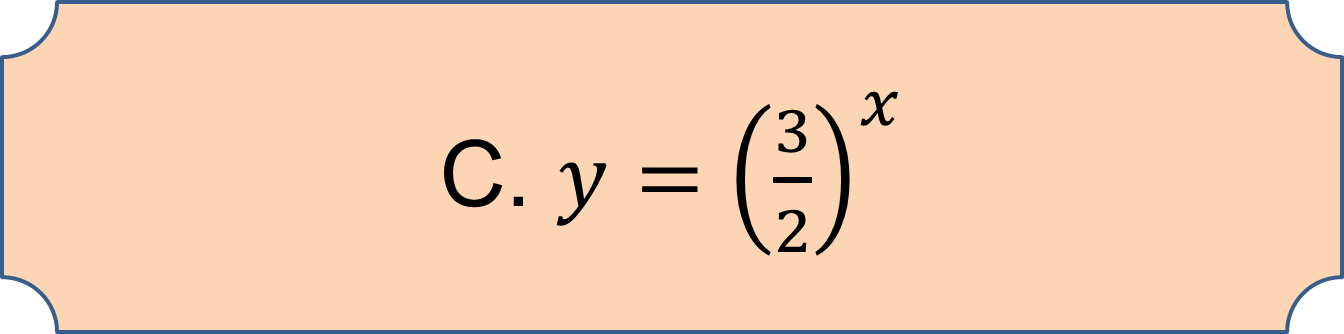 C. y = (3/2)^x